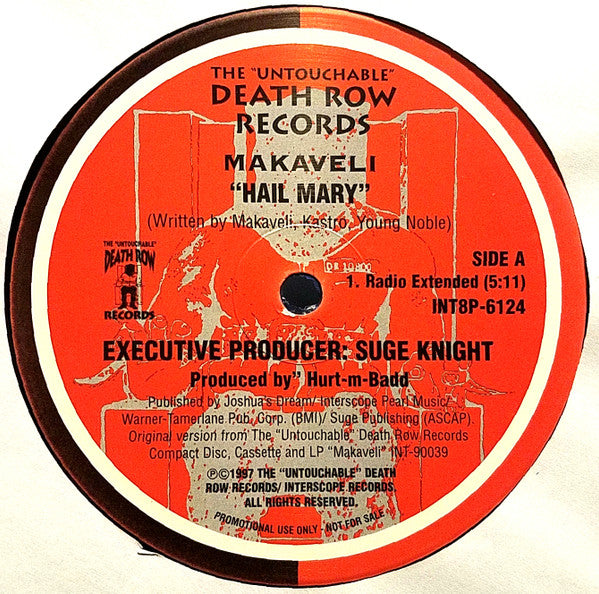 THE "UNTOUCHABLE"
DEATH ROW
RECORDS
MAKAVELI
"HAIL MARY"
(Written by Makaveli, Kastro, Young Noble)
THE "UNTOUCHABLE"
DEATH ROW
RECORDS
SIDE A
1. Radio Extended (5:11)
INT8P-6124
EXECUTIVE PRODUCER: SUGE KNIGHT
Produced by" Hurt-m-Badd
Published by Joshua's Dream/ Interscope Pearl Music/
Warner-Tamerlane Pub. Corp. (BMI)/ Suge Publishing (ASCAP).
Original version from The "Untouchable" Death Row Records
Compact Disc, Cassette and LP "Makaveli" INT-90039
℗©1997 THE "UNTOUCHABLE" DEATH
ROW RECORDS/ INTERSCOPE RECORDS.
ALL RIGHTS RESERVED.
PROMOTIONAL USE ONLY - NOT FOR SALE